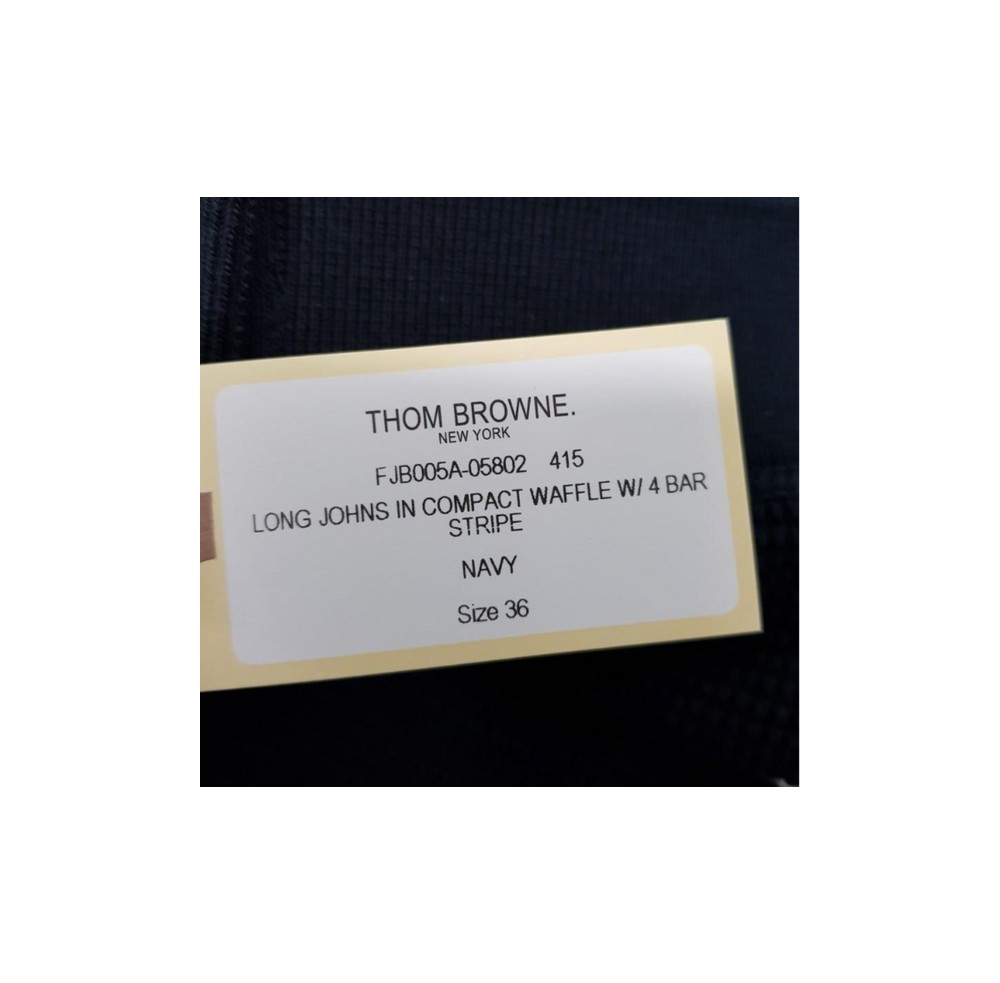 THOM BROWNE.
NEW YORK
FJB005A-05802 415
LONG JOHNS IN COMPACT WAFFLE W/ 4 BAR
STRIPE
NAVY
Size 36